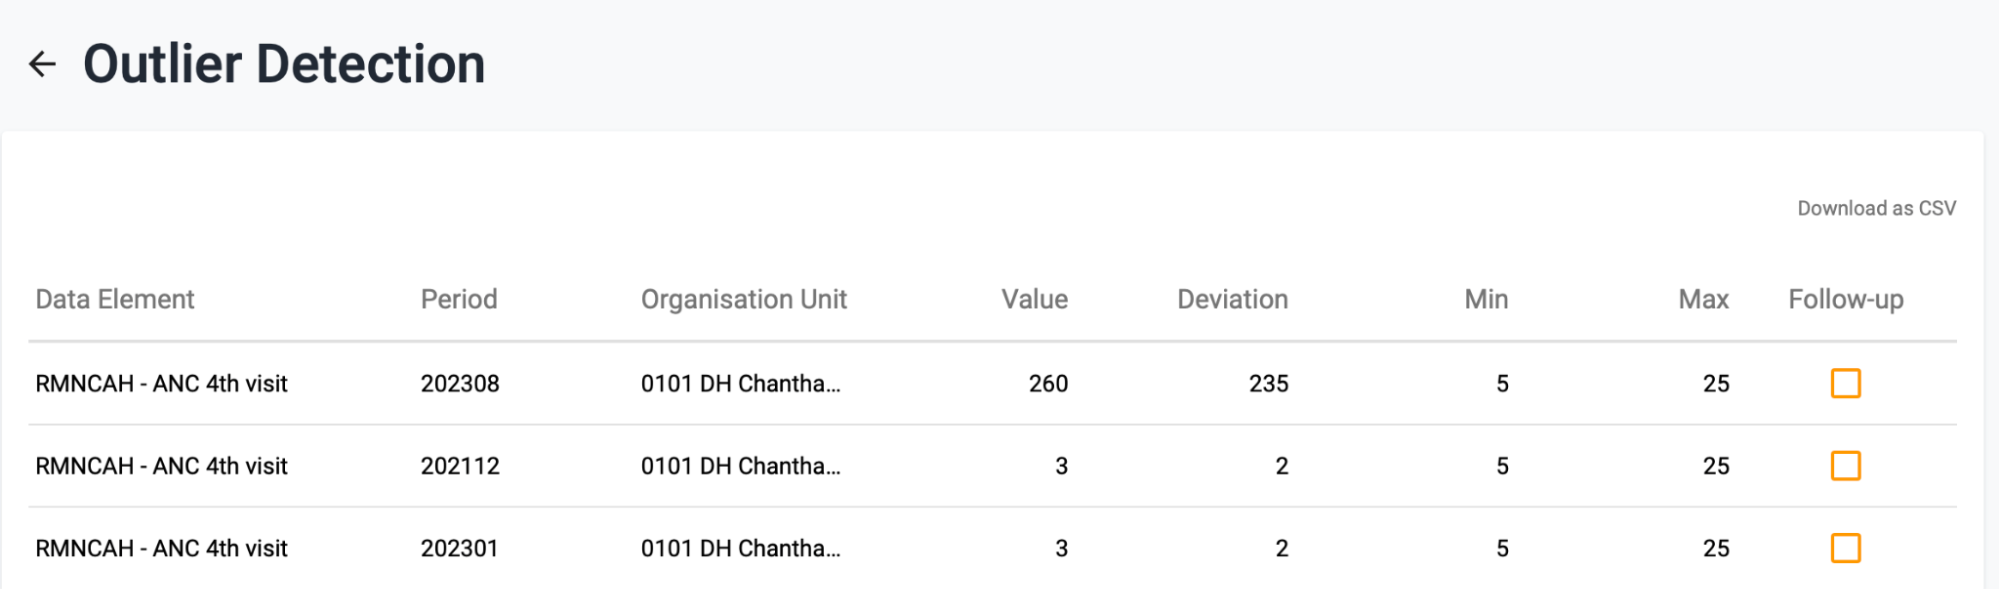 Outlier Detection
Download as CSV
Data Element Period Organisation Unit Value Deviation Min Max Follow-up
RMNCAH - ANC 4th visit 202308 0101 DH Chantha... 260 235 5 25
RMNCAH - ANC 4th visit 202112 0101 DH Chantha... 3 2 5 25
RMNCAH - ANC 4th visit 202301 0101 DH Chantha... 3 2 5 25